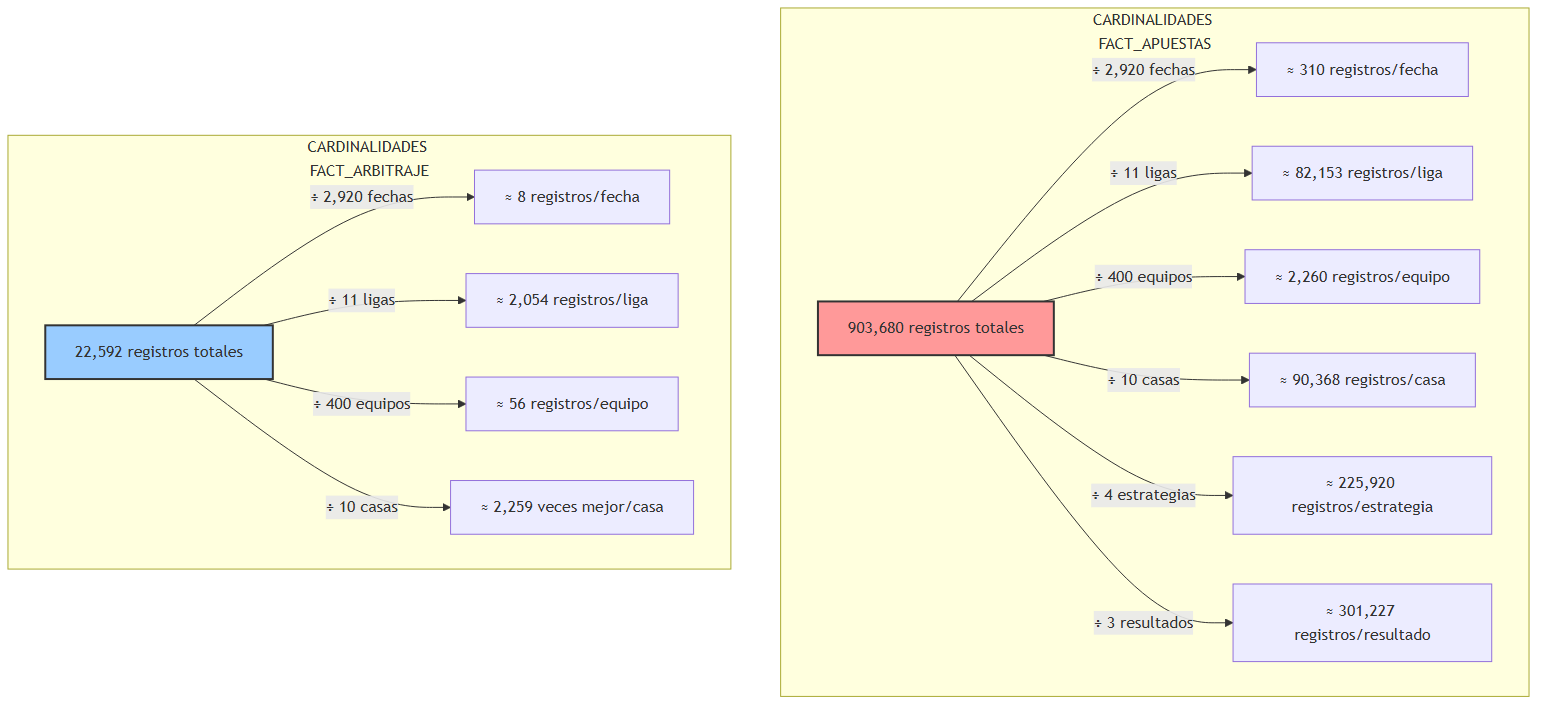 CARDINALIDADES
FACT_ARBITRAJE
÷ 2,920 fechas
≈ 8 registros/fecha
÷ 11 ligas
≈ 2,054 registros/liga
22,592 registros totales
÷ 400 equipos
≈ 56 registros/equipo
÷ 10 casas
≈ 2,259 veces mejor/casa
CARDINALIDADES
FACT_APUESTAS
÷ 2,920 fechas
≈ 310 registros/fecha
÷ 11 ligas
≈ 82,153 registros/liga
÷ 400 equipos
≈ 2,260 registros/equipo
903,680 registros totales
÷ 10 casas
≈ 90,368 registros/casa
÷ 4 estrategias
≈ 225,920
registros/estrategia
÷ 3 resultados
≈ 301,227
registros/resultado